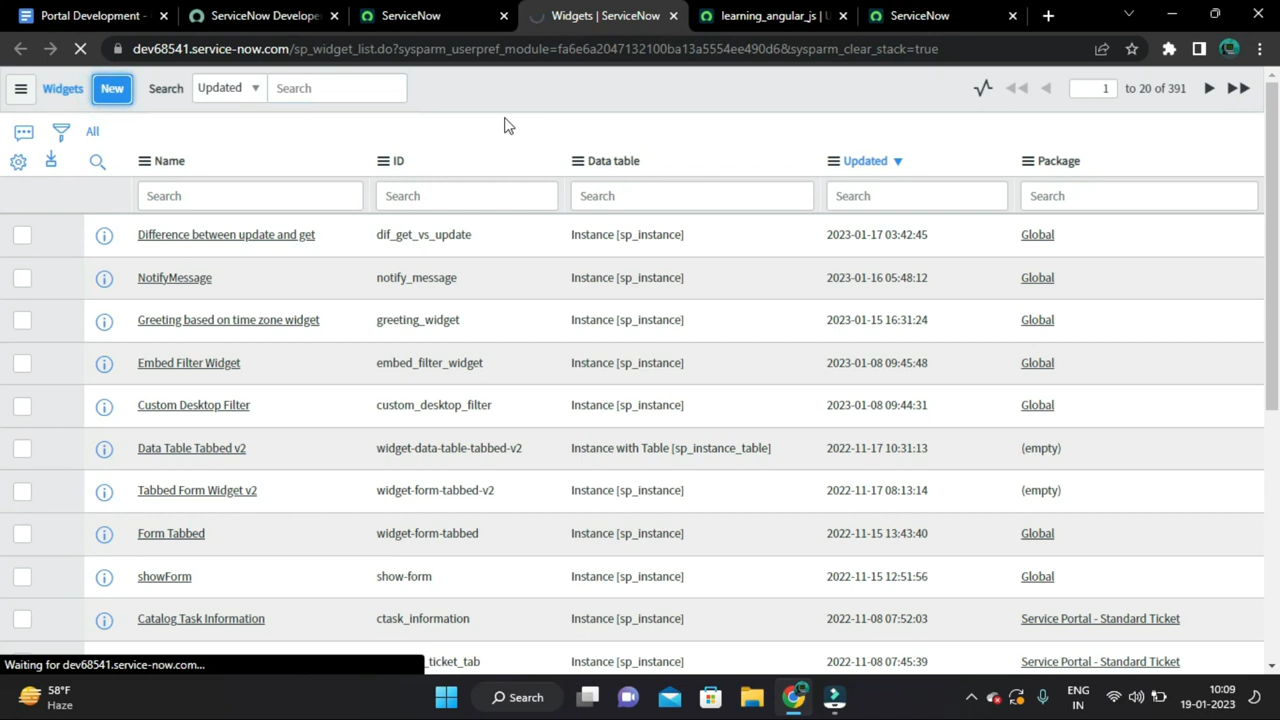 Portal Development -
ServiceNow Develope
ServiceNow
Widgets | ServiceNow
learning_angular_js | U
ServiceNow
dev68541.service-now.com/sp_widget_list.do?sysparm_userpref_module=fa6e6a2047132100ba13a5554ee490d6&sysparm_clear_stack=true
Widgets New Search Updated Search 1 to 20 of 391
All
Name ID Data table Updated Package
Search Search Search Search Search
Difference between update and get dif_get_vs_update Instance [sp_instance] 2023-01-17 03:42:45 Global
NotifyMessage notify_message Instance [sp_instance] 2023-01-16 05:48:12 Global
Greeting based on time zone widget greeting_widget Instance [sp_instance] 2023-01-15 16:31:24 Global
Embed Filter Widget embed_filter_widget Instance [sp_instance] 2023-01-08 09:45:48 Global
Custom Desktop Filter custom_desktop_filter Instance [sp_instance] 2023-01-08 09:44:31 Global
Data Table Tabbed v2 widget-data-table-tabbed-v2 Instance with Table [sp_instance_table] 2022-11-17 10:31:13 (empty)
Tabbed Form Widget v2 widget-form-tabbed-v2 Instance [sp_instance] 2022-11-17 08:13:14 (empty)
Form Tabbed widget-form-tabbed Instance [sp_instance] 2022-11-15 13:43:40 Global
showForm show-form Instance [sp_instance] 2022-11-15 12:51:56 Global
Catalog Task Information ctask_information Instance [sp_instance] 2022-11-08 07:52:03 Service Portal - Standard Ticket
Waiting for dev68541.service-now.com... _ticket_tab Instance [sp_instance] 2022-11-08 07:45:39 Service Portal - Standard Ticket
58°F
Haze
Search
ENG
IN
10:09
19-01-2023